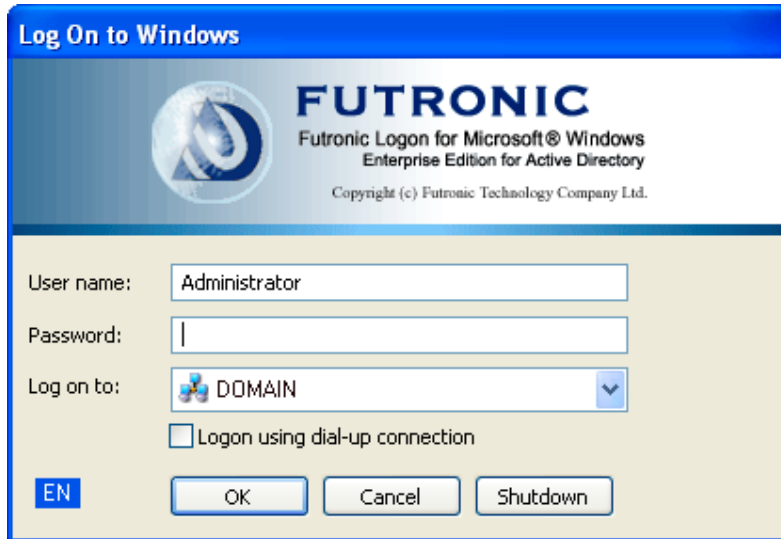 Log On to Windows
FUTRONIC
Futronic Logon for Microsoft® Windows
Enterprise Edition for Active Directory
Copyright (c) Futronic Technology Company Ltd.
User name: Administrator
Password:
Log on to: DOMAIN
Logon using dial-up connection
EN OK Cancel Shutdown